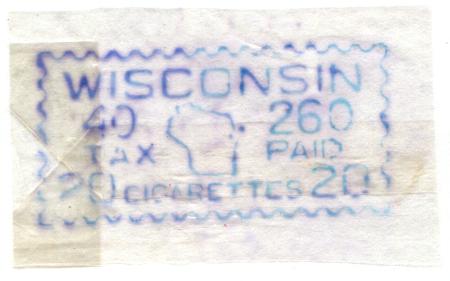 WISCONSIN
40 260
TAX PAID
20 CIGARETTES 20